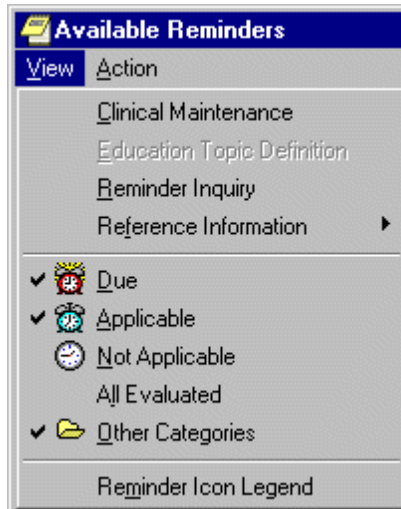 Available Reminders
View Action
Clinical Maintenance
Education Topic Definition
Reminder Inquiry
Reference Information
Due
Applicable
Not Applicable
All Evaluated
Other Categories
Reminder Icon Legend